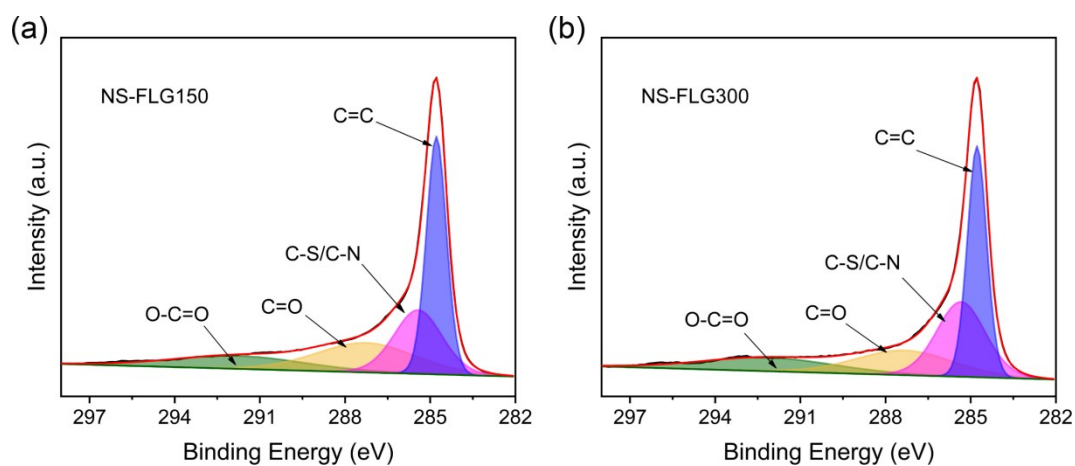 (a)
NS-FLG150
C=C
C-S/C-N
C=O
O-C=O
Intensity (a.u.)
297 294 291 288 285 282
Binding Energy (eV)
(b)
NS-FLG300
C=C
C-S/C-N
C=O
O-C=O
Intensity (a.u.)
297 294 291 288 285 282
Binding Energy (eV)